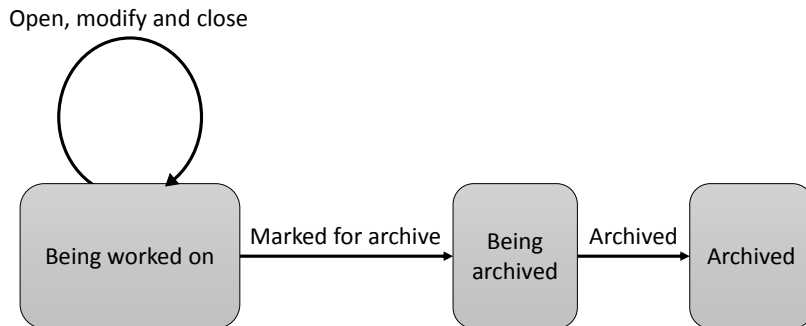 Open, modify and close
Being worked on
Marked for archive
Being
archived
Archived
Archived